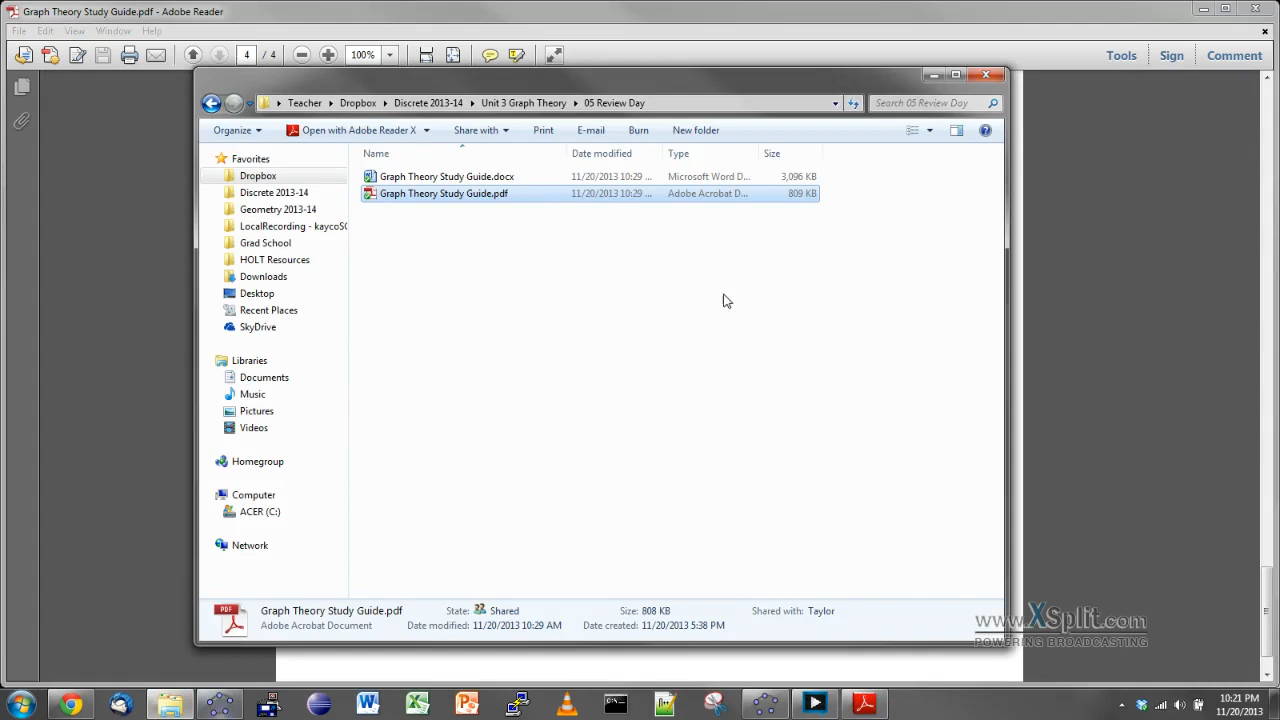 Graph Theory Study Guide.pdf - Adobe Reader
File Edit View Window Help
4 / 4 100% Tools Sign Comment
Teacher Dropbox Discrete 2013-14 Unit 3 Graph Theory 05 Review Day Search 05 Review Day
Organize Open with Adobe Reader X Share with Print E-mail Burn New folder
Name Date modified Type Size
Favorites
Dropbox
Discrete 2013-14
Geometry 2013-14
LocalRecording - kaycoSC
Grad School
HOLT Resources
Downloads
Desktop
Recent Places
SkyDrive
Libraries
Documents
Music
Pictures
Videos
Homegroup
Computer
ACER (C:)
Network
Graph Theory Study Guide.docx 11/20/2013 10:29 ... Microsoft Word D... 3,096 KB
Graph Theory Study Guide.pdf 11/20/2013 10:29 ... Adobe Acrobat D... 809 KB
PDF
Graph Theory Study Guide.pdf State: Shared Size: 808 KB Shared with: Taylor
Adobe Acrobat Document Date modified: 11/20/2013 10:29 AM Date created: 11/20/2013 5:38 PM
www.XSplit.com
POWERING BROADCASTING
10:21 PM
11/20/2013